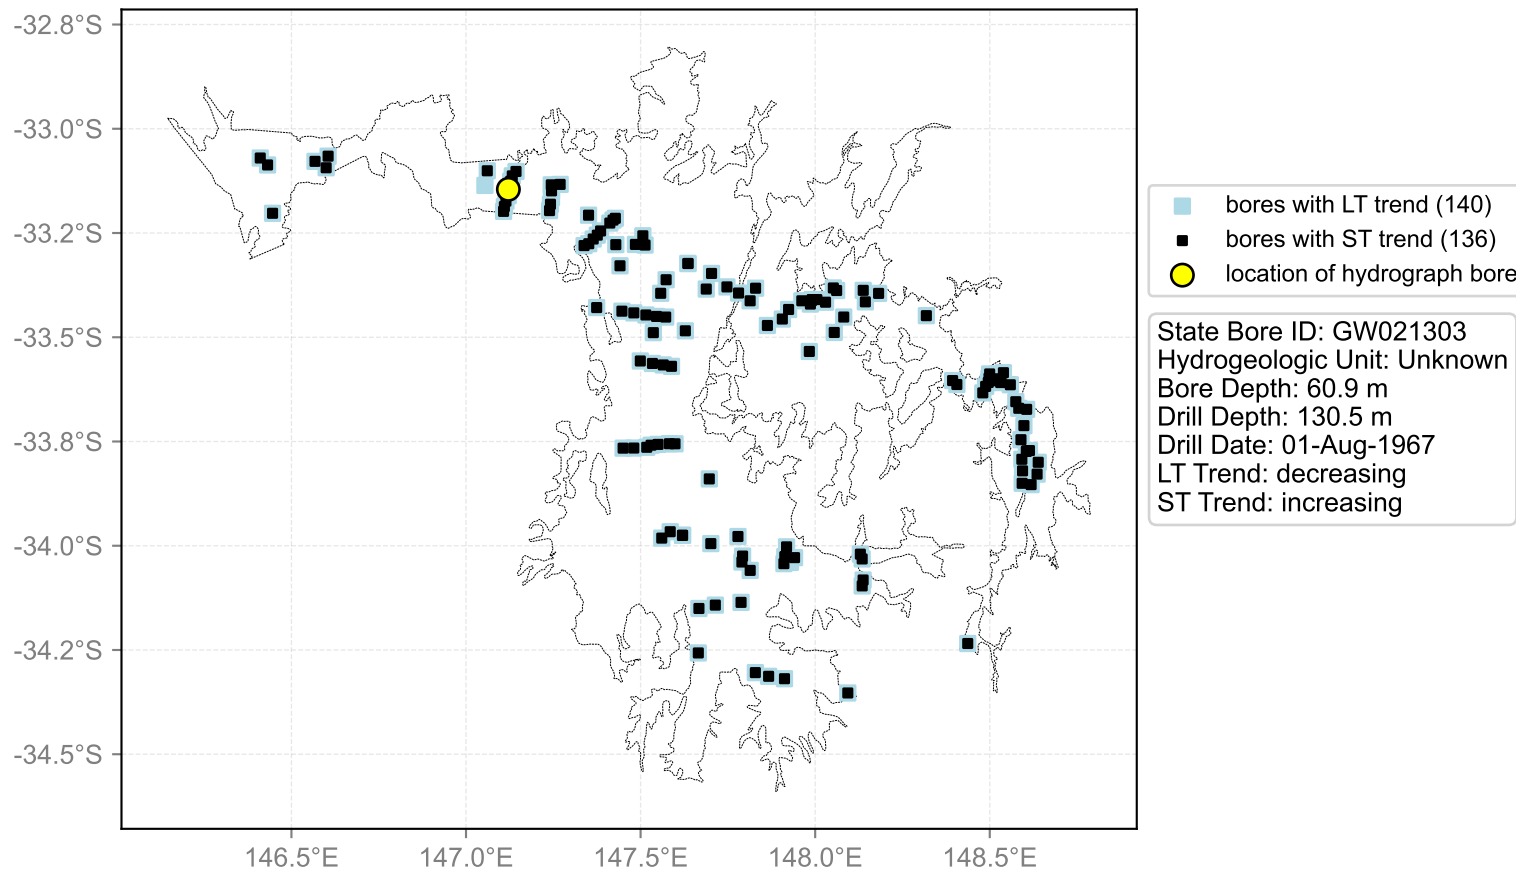 -32.8°S
-33.0°S
-33.2°S
-33.5°S
-33.8°S
-34.0°S
-34.2°S
-34.5°S
146.5°E
147.0°E
147.5°E
148.0°E
148.5°E
bores with LT trend (140)
bores with ST trend (136)
location of hydrograph bore
State Bore ID: GW021303
Hydrogeologic Unit: Unknown
Bore Depth: 60.9 m
Drill Depth: 130.5 m
Drill Date: 01-Aug-1967
LT Trend: decreasing
ST Trend: increasing